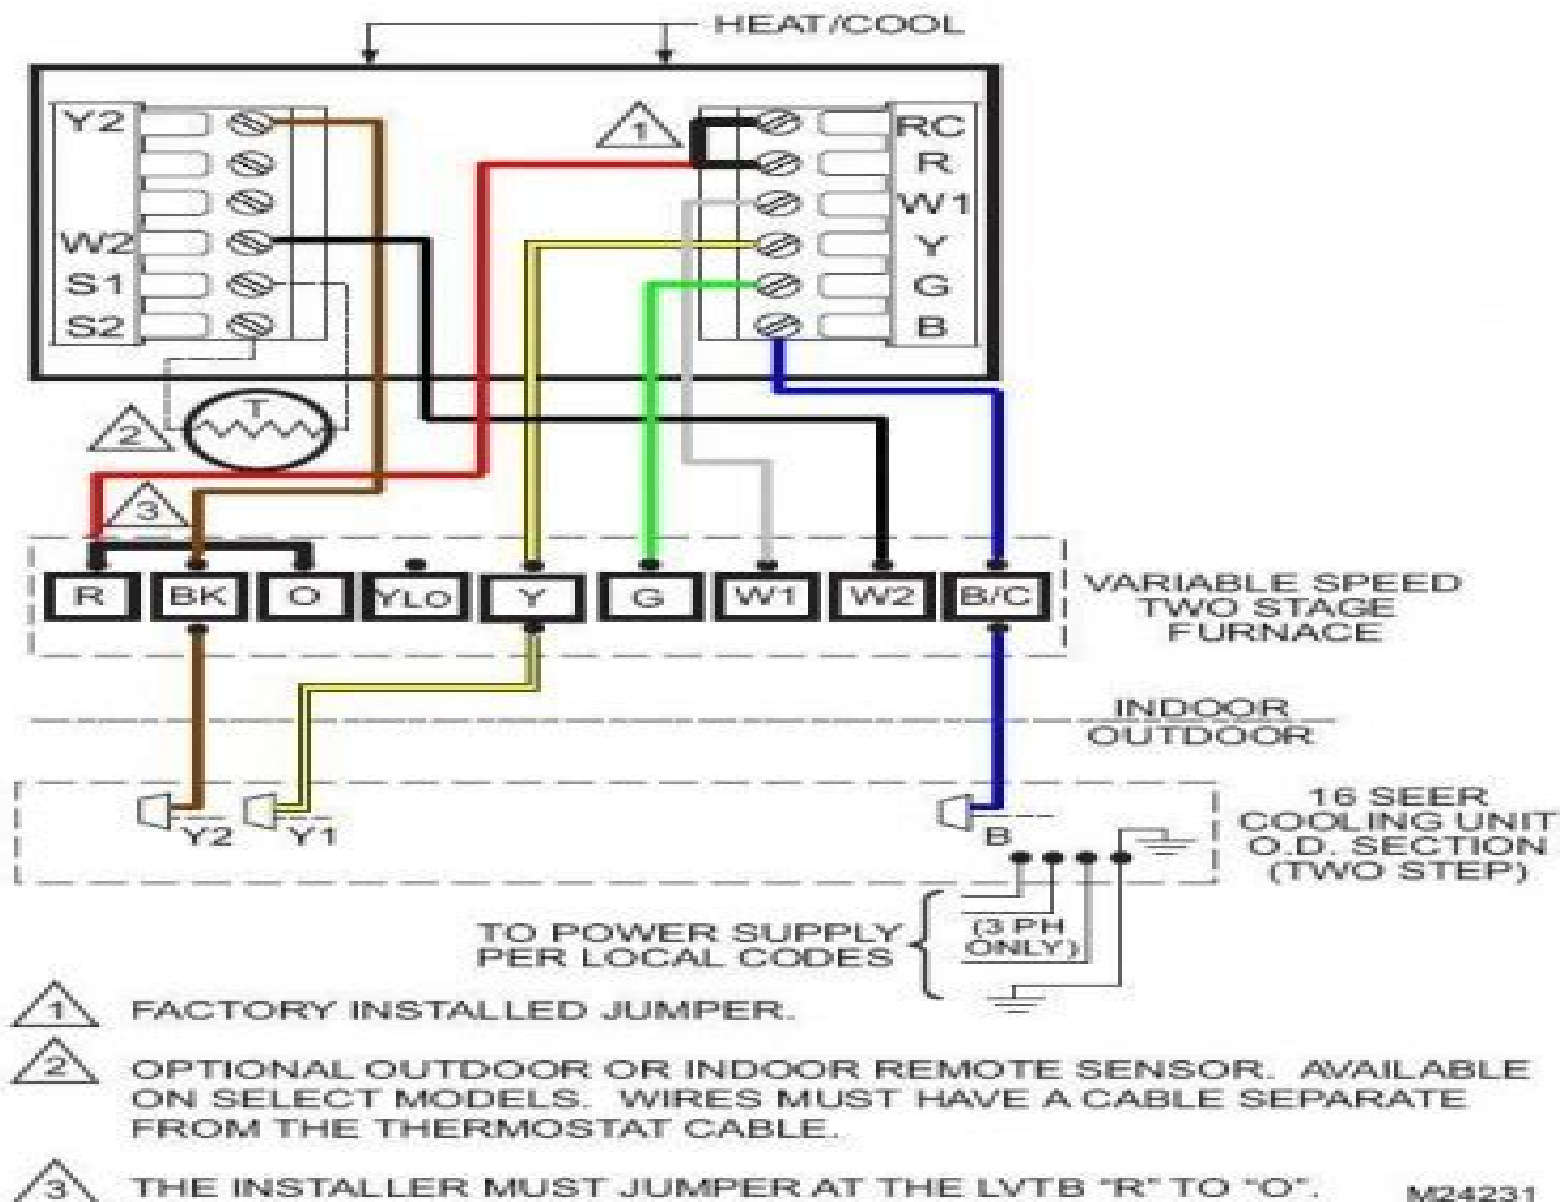 HEAT/COOL
Y2
W2
S1
S2
1
RC
R
W1
Y
G
B
T
2
3
R
BK
O
YLO
Y
G
W1
W2
B/C
VARIABLE SPEED
TWO STAGE
FURNACE
INDOOR
OUTDOOR
Y2
Y1
B
16 SEER
COOLING UNIT
O.D. SECTION
(TWO STEP)
TO POWER SUPPLY
PER LOCAL CODES
(3 PH
ONLY)
1 FACTORY INSTALLED JUMPER.
2 OPTIONAL OUTDOOR OR INDOOR REMOTE SENSOR. AVAILABLE
ON SELECT MODELS. WIRES MUST HAVE A CABLE SEPARATE
FROM THE THERMOSTAT CABLE.
3 THE INSTALLER MUST JUMPER AT THE LVTB "R" TO "O".
M24231